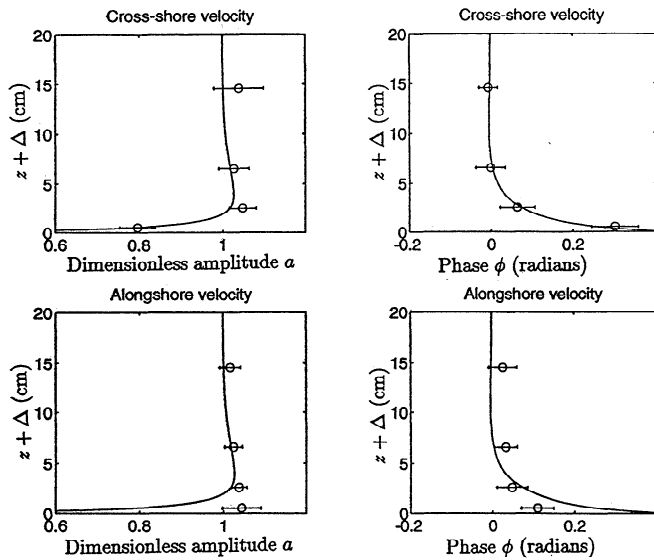 Cross-shore velocity
20
15
10
5
0
z + Δ (cm)
0.6 0.8 1
Dimensionless amplitude a
Cross-shore velocity
20
15
10
5
0
z + Δ (cm)
-0.2 0 0.2
Phase ϕ (radians)
Alongshore velocity
20
15
10
5
0
z + Δ (cm)
0.6 0.8 1
Dimensionless amplitude a
Alongshore velocity
20
15
10
5
0
z + Δ (cm)
-0.2 0 0.2
Phase ϕ (radians)